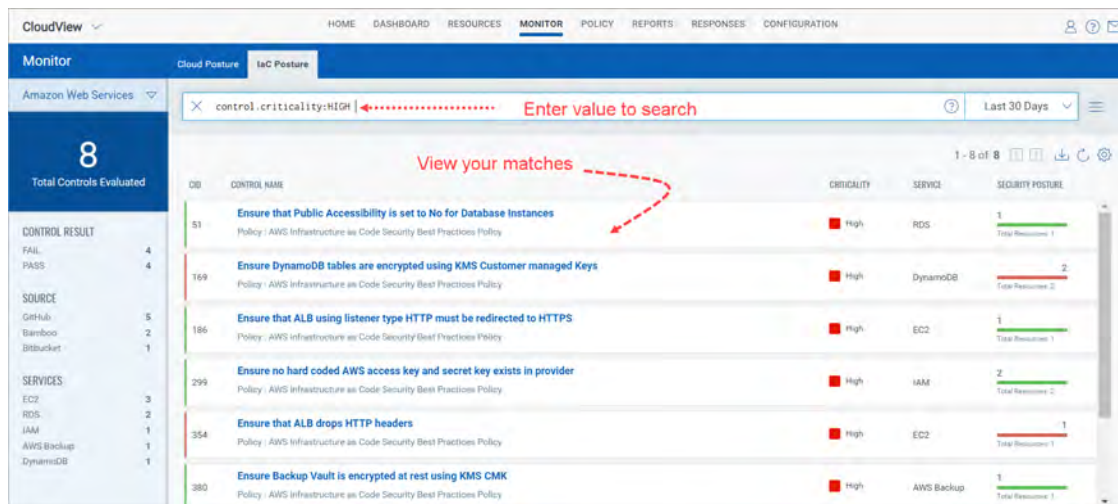 CloudView
HOME DASHBOARD RESOURCES MONITOR POLICY REPORTS RESPONSES CONFIGURATION
Monitor
Cloud Posture IaC Posture
Amazon Web Services
control.criticality:HIGH
Enter value to search
Last 30 Days
8
Total Controls Evaluated
View your matches
1 - 8 of 8
CID CONTROL NAME CRITICALITY SERVICE SECURITY POSTURE
CONTROL RESULT
FAIL 4
PASS 4
SOURCE
GitHub 5
Bamboo 2
Bitbucket 1
SERVICES
EC2 3
RDS 2
IAM 1
AWS Backup 1
DynamoDB 1
Ensure that Public Accessibility is set to No for Database Instances
51 High RDS 1
Policy : AWS Infrastructure as Code Security Best Practices Policy
Total Resources: 1
Ensure DynamoDB tables are encrypted using KMS Customer managed Keys
169 High DynamoDB 2
Policy : AWS Infrastructure as Code Security Best Practices Policy
Total Resources: 2
Ensure that ALB using listener type HTTP must be redirected to HTTPS
186 High EC2 1
Policy : AWS Infrastructure as Code Security Best Practices Policy
Total Resources: 1
Ensure no hard coded AWS access key and secret key exists in provider
299 High IAM 2
Policy : AWS Infrastructure as Code Security Best Practices Policy
Total Resources: 2
Ensure that ALB drops HTTP headers
354 High EC2 1
Policy : AWS Infrastructure as Code Security Best Practices Policy
Total Resources: 1
Ensure Backup Vault is encrypted at rest using KMS CMK
380 High AWS Backup 1
Policy : AWS Infrastructure as Code Security Best Practices Policy
Total Resources: 1